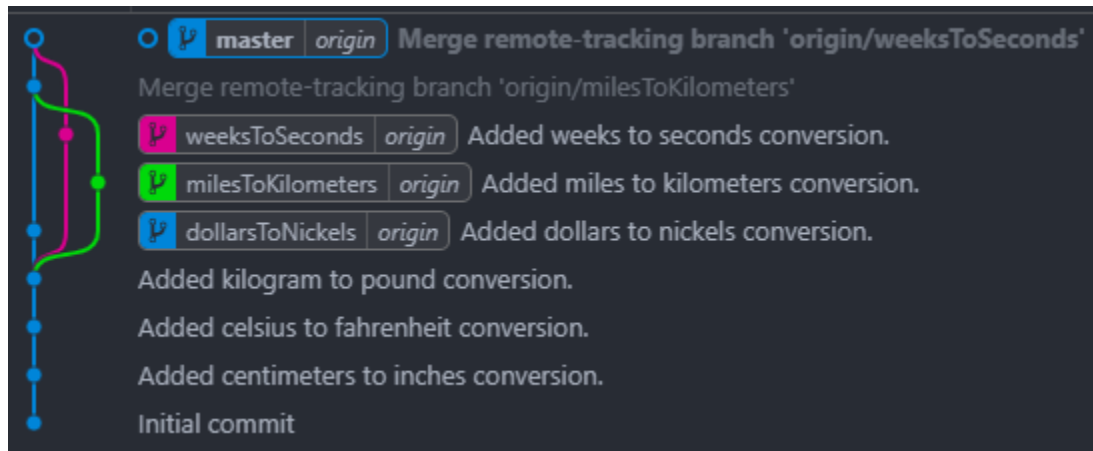 master origin Merge remote-tracking branch 'origin/weeksToSeconds'
Merge remote-tracking branch 'origin/milesToKilometers'
weeksToSeconds origin Added weeks to seconds conversion.
milesToKilometers origin Added miles to kilometers conversion.
dollarsToNickels origin Added dollars to nickels conversion.
Added kilogram to pound conversion.
Added celsius to fahrenheit conversion.
Added centimeters to inches conversion.
Initial commit